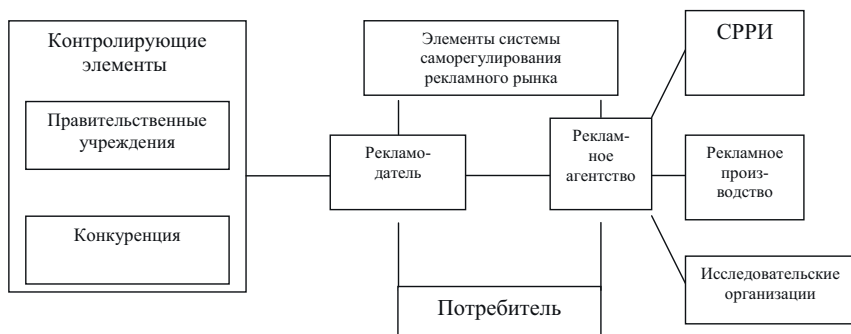 Контролирующие
элементы
Правительственные
учреждения
Конкуренция
Элементы системы
саморегулирования
рекламного рынка
Рекламо-
датель
Реклам-
ное
агентство
Потребитель
СРРИ
Рекламное
произ-
водство
Исследовательские
организации